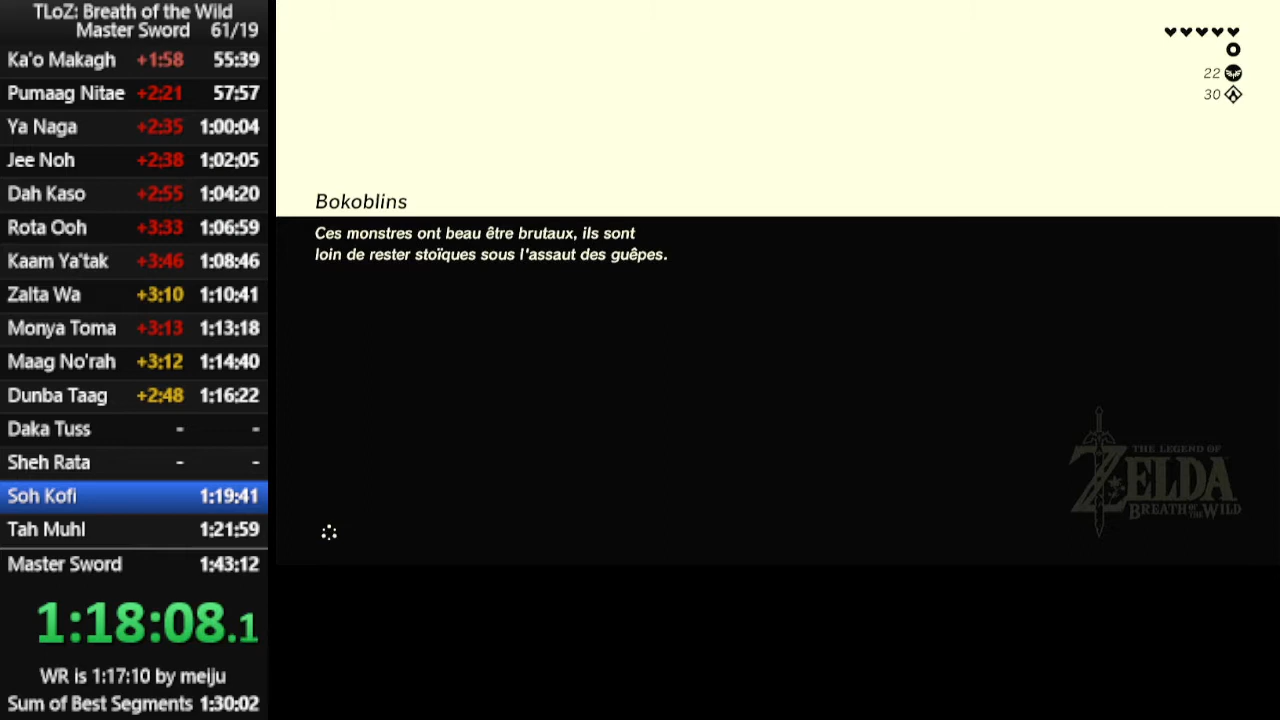 TLoZ: Breath of the Wild
Master Sword 61/19
Ka'o Makagh +1:58 55:39
Pumaag Nitae +2:21 57:57
Ya Naga +2:35 1:00:04
Jee Noh +2:38 1:02:05
Dah Kaso +2:55 1:04:20
Rota Ooh +3:33 1:06:59
Kaam Ya'tak +3:46 1:08:46
Zalta Wa +3:10 1:10:41
Monya Toma +3:13 1:13:18
Maag No'rah +3:12 1:14:40
Dunba Taag +2:48 1:16:22
Daka Tuss - -
Sheh Rata - -
Soh Kofi 1:19:41
Tah Muhl 1:21:59
Master Sword 1:43:12
1:18:08.1
WR is 1:17:10 by meiju
Sum of Best Segments 1:30:02
22
30
Bokoblins
Ces monstres ont beau être brutaux, ils sont
loin de rester stoïques sous l'assaut des guêpes.
THE LEGEND OF
ZELDA
BREATH OF THE WILD